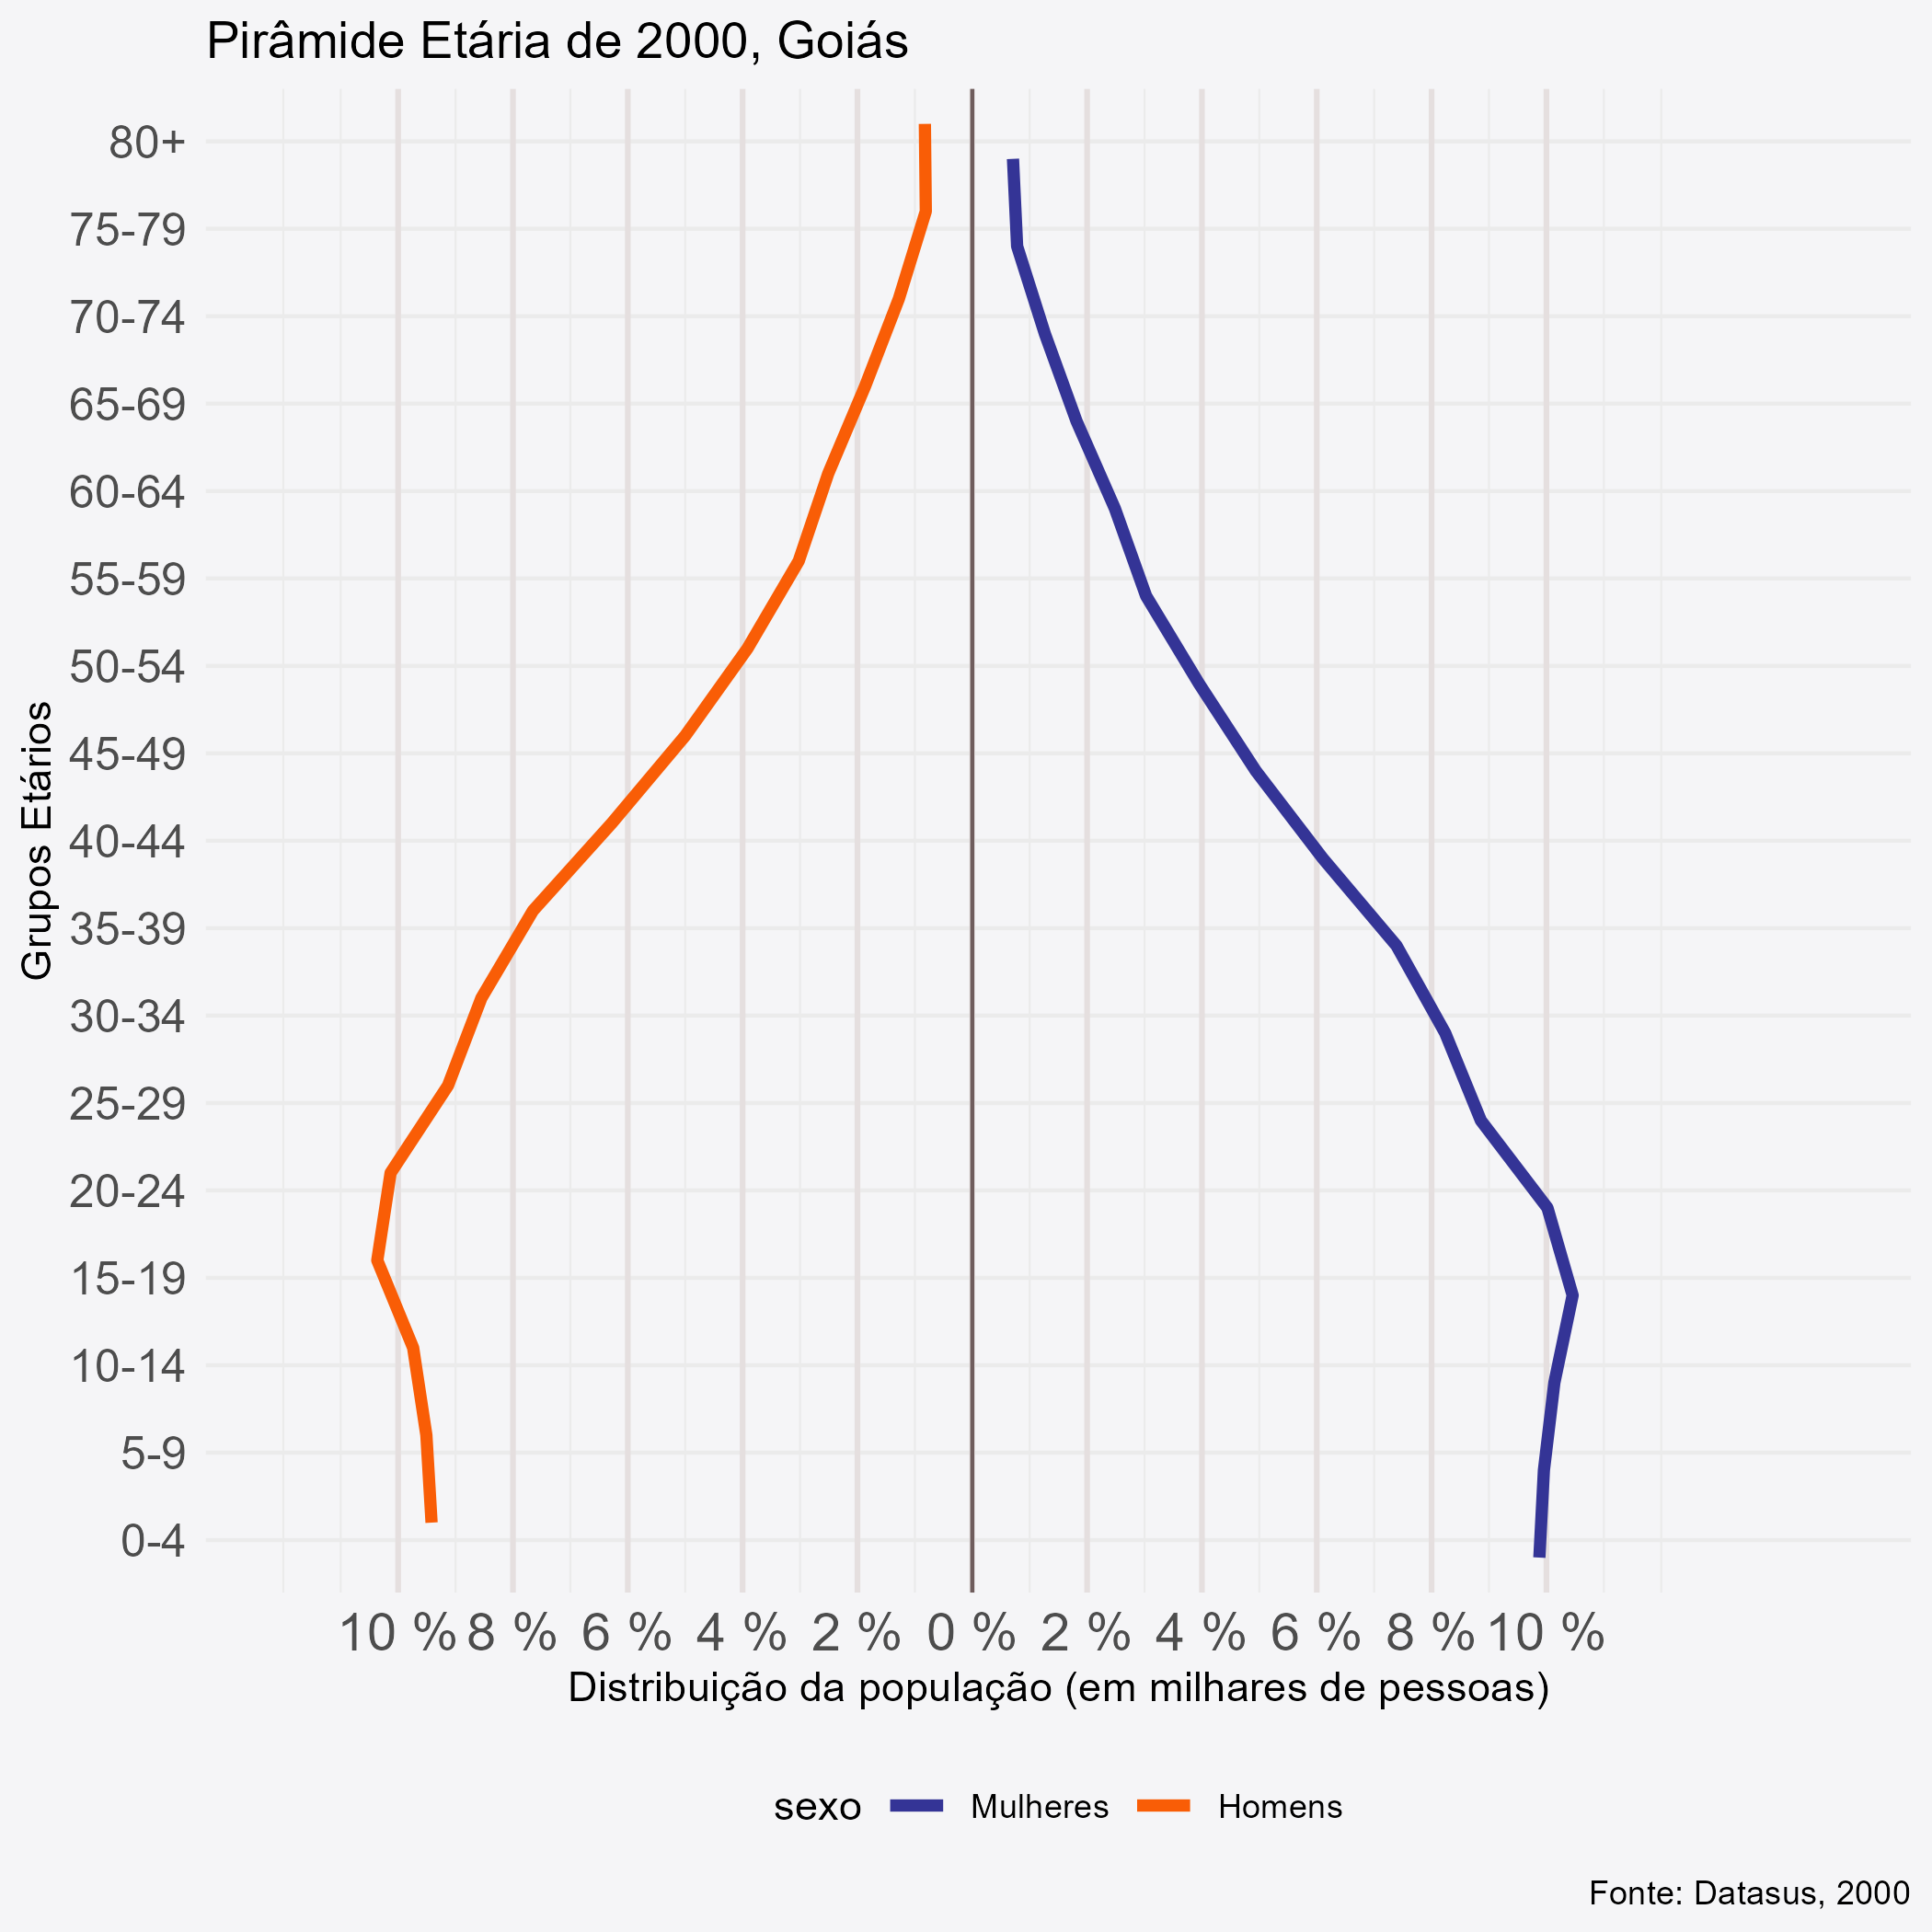 Pirâmide Etária de 2000, Goiás
Grupos Etários
80+
75-79
70-74
65-69
60-64
55-59
50-54
45-49
40-44
35-39
30-34
25-29
20-24
15-19
10-14
5-9
0-4
10 % 8 % 6 % 4 % 2 % 0 % 2 % 4 % 6 % 8 % 10 %
Distribuição da população (em milhares de pessoas)
sexo Mulheres Homens
Fonte: Datasus, 2000